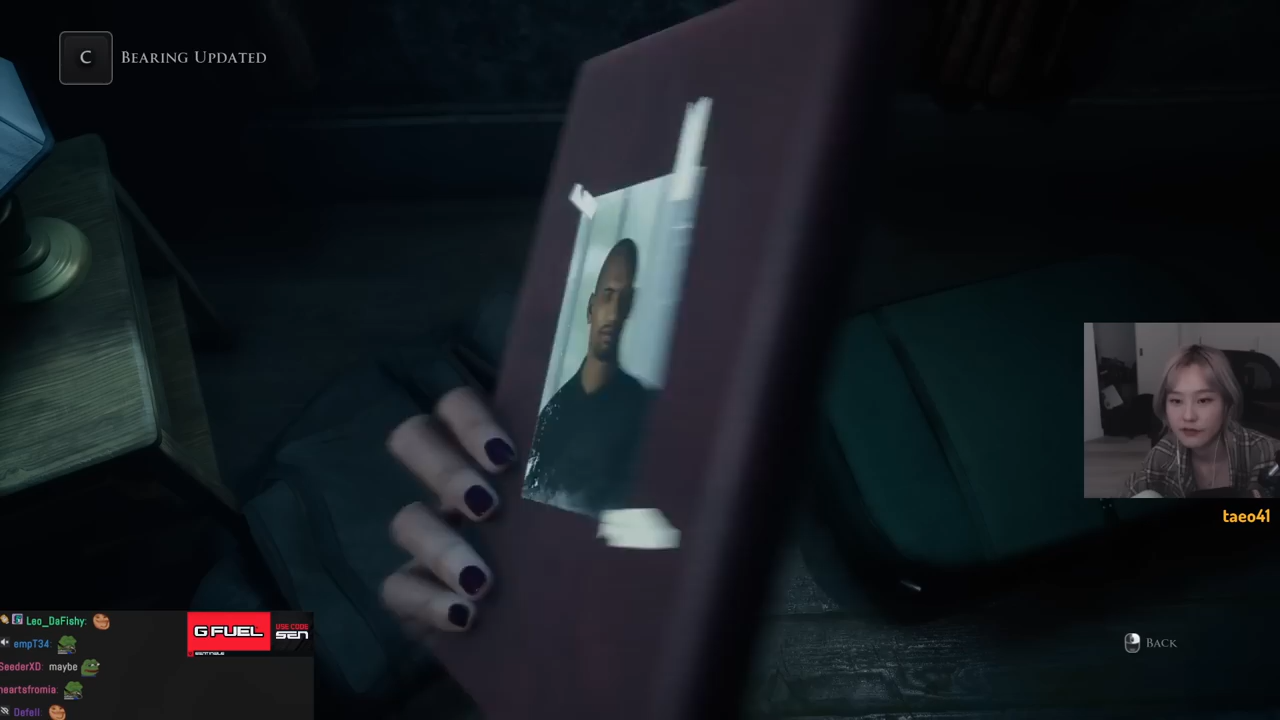 C
BEARING UPDATED
taeo41
Leo_DaFishy:
empT34:
SeederXD: maybe
heartsfromia:
Defell:
G FUEL
USE CODE
SEN
BACK